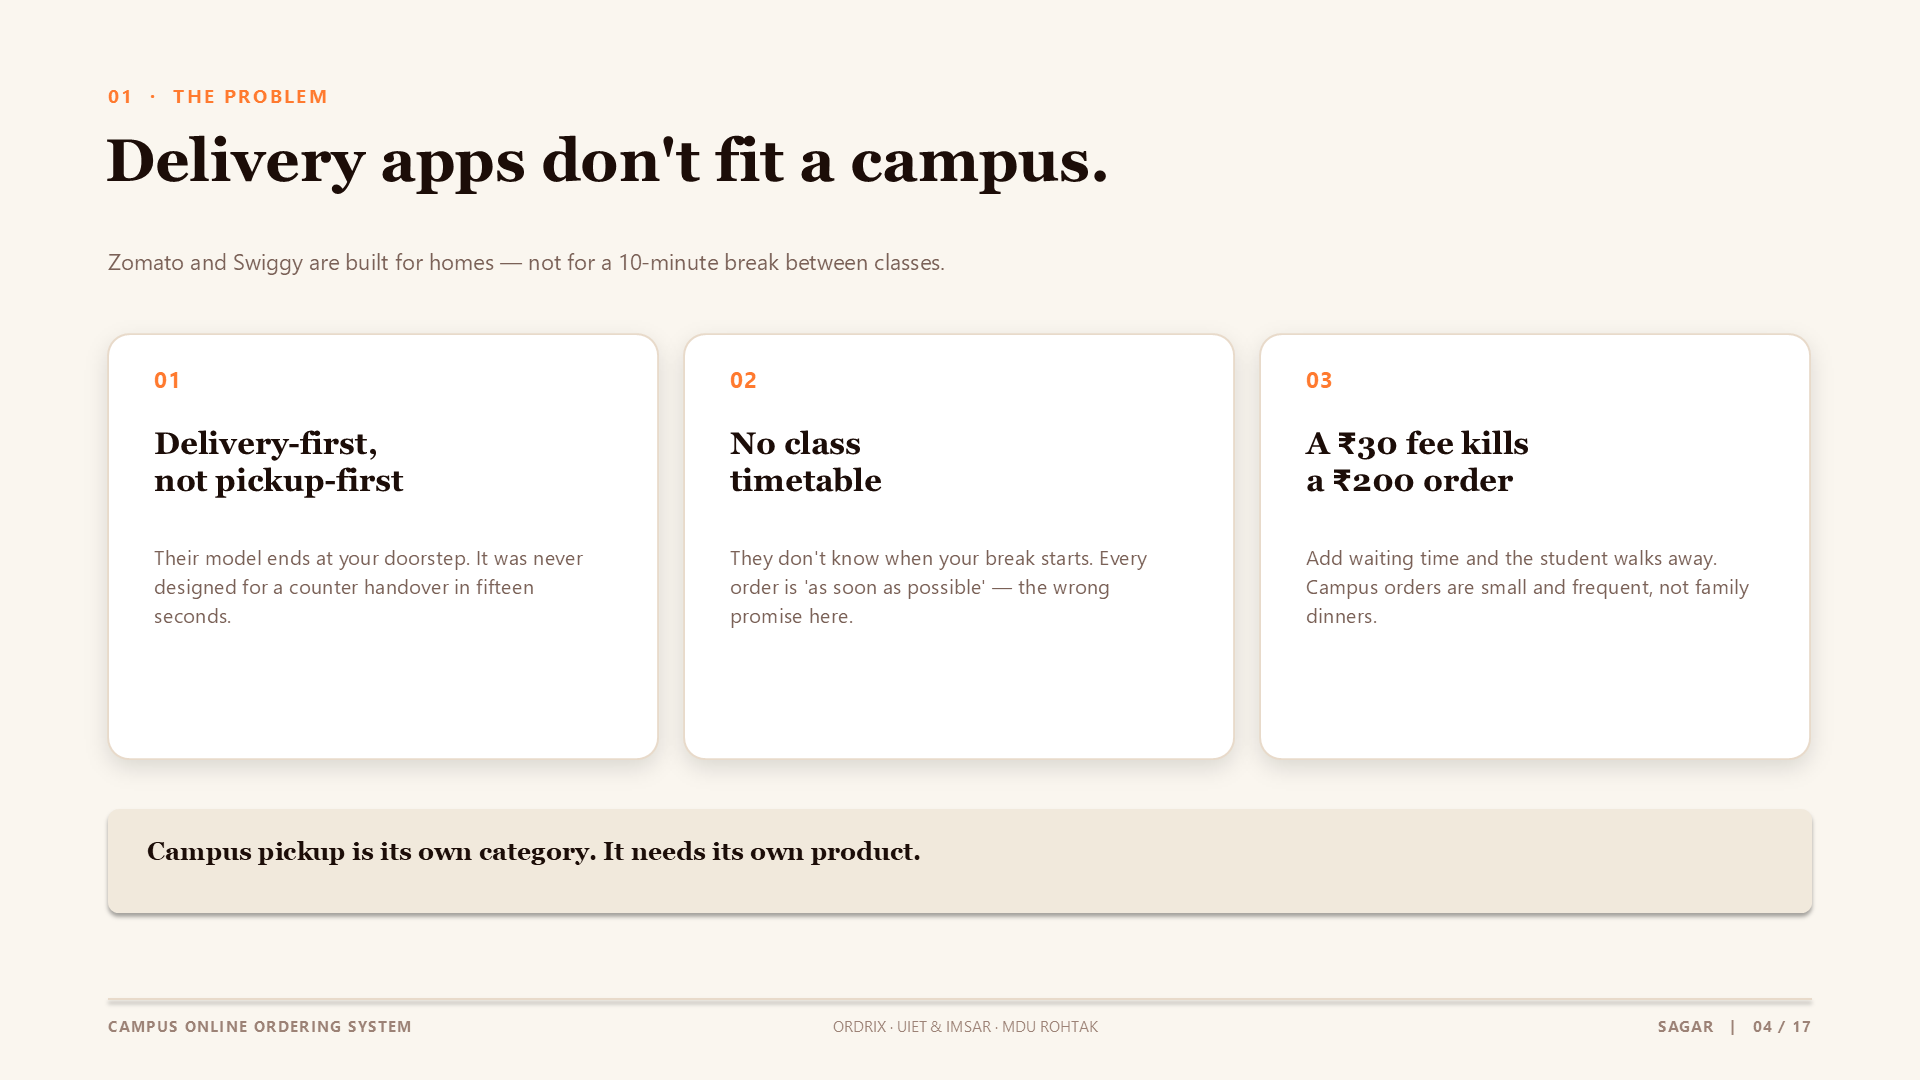 01 · THE PROBLEM
Delivery apps don't fit a campus.
Zomato and Swiggy are built for homes — not for a 10-minute break between classes.
01
Delivery-first,
not pickup-first
Their model ends at your doorstep. It was never
designed for a counter handover in fifteen
seconds.
02
No class
timetable
They don't know when your break starts. Every
order is 'as soon as possible' — the wrong
promise here.
03
A ₹30 fee kills
a ₹200 order
Add waiting time and the student walks away.
Campus orders are small and frequent, not family
dinners.
Campus pickup is its own category. It needs its own product.
CAMPUS ONLINE ORDERING SYSTEM
ORDRIX · UIET & IMSAR · MDU ROHTAK
SAGAR | 04 / 17